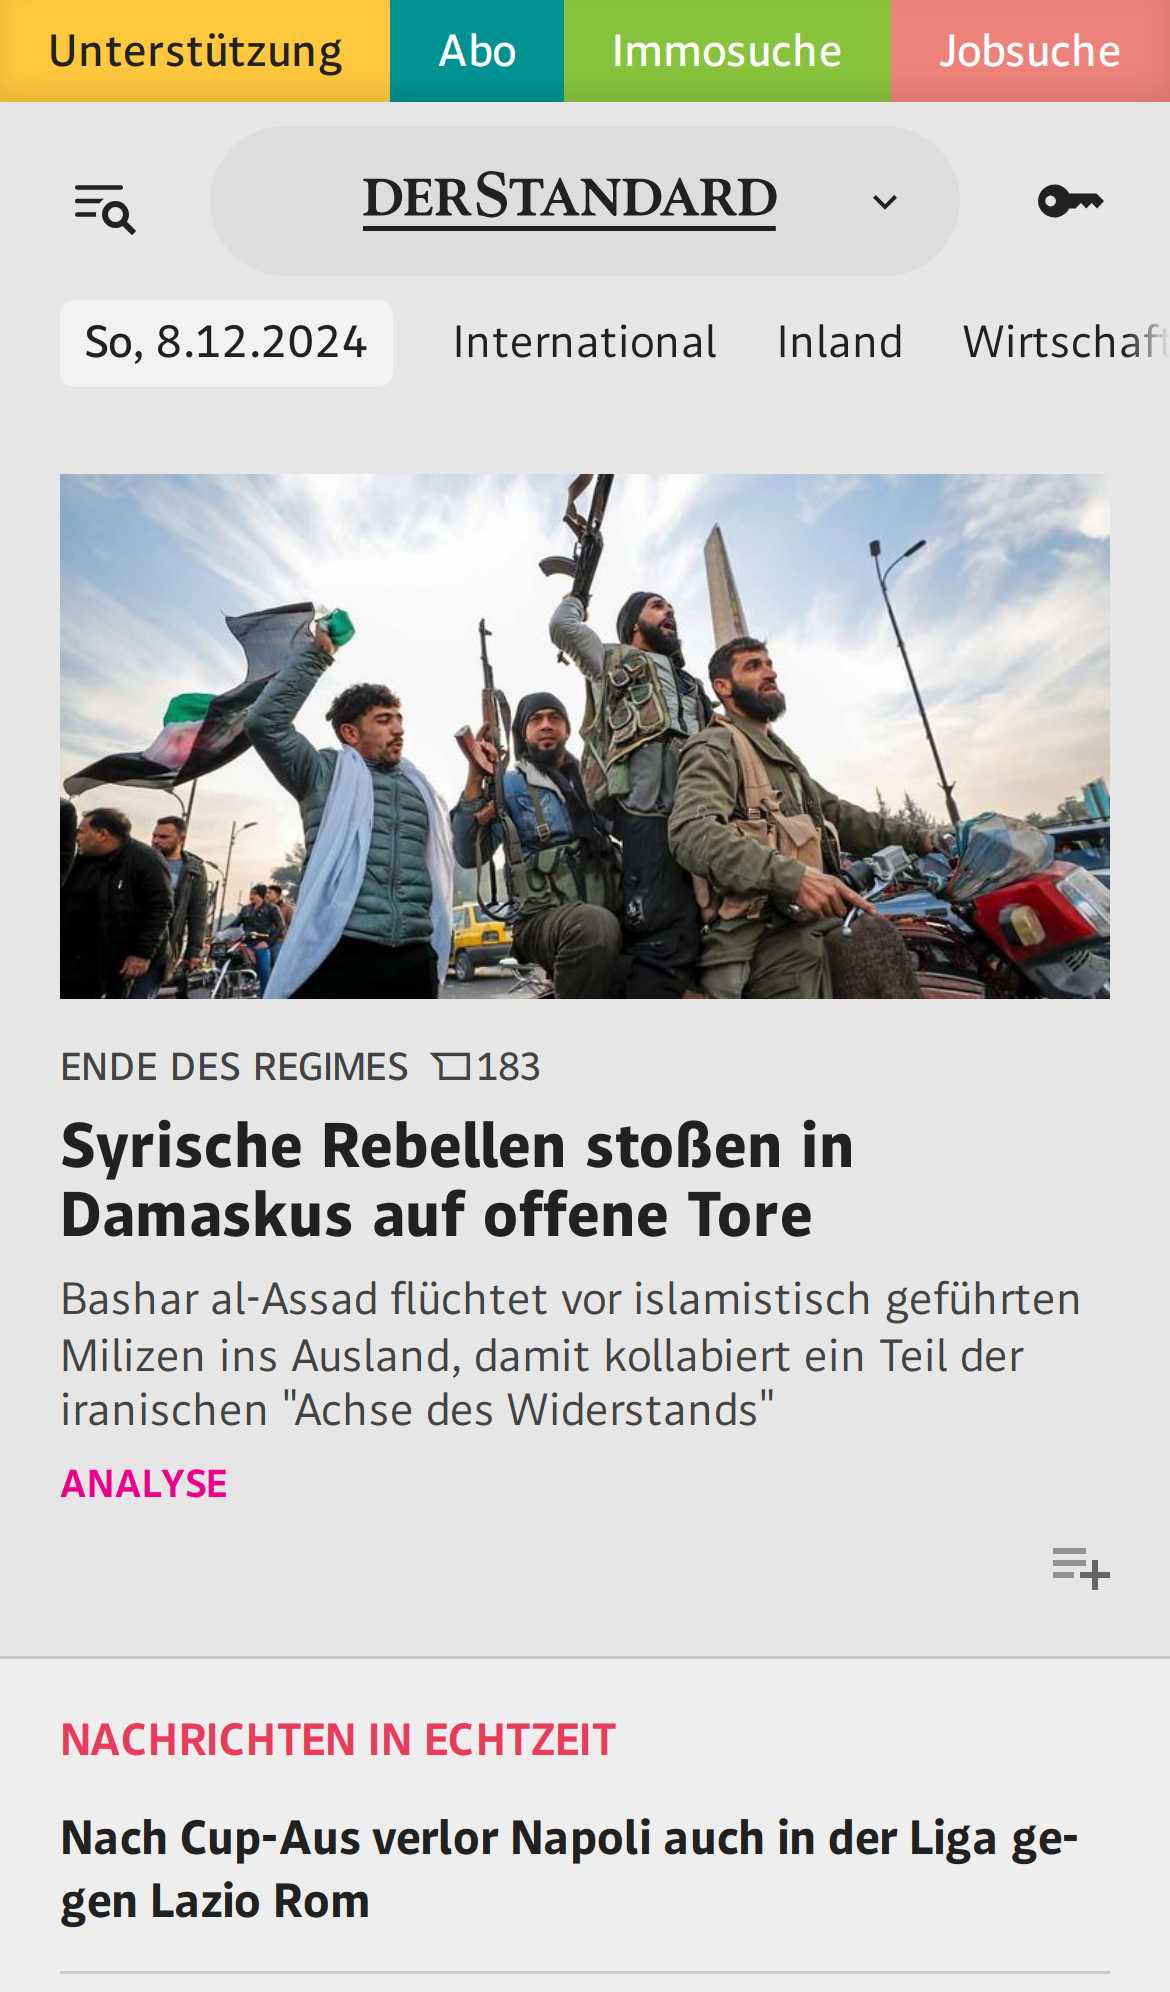 Unterstützung
Abo
Immosuche
Jobsuche
DERSTANDARD
So, 8.12.2024
International
Inland
Wirtschaft
ENDE DES REGIMES 183
Syrische Rebellen stoßen in
Damaskus auf offene Tore
Bashar al-Assad flüchtet vor islamistisch geführten
Milizen ins Ausland, damit kollabiert ein Teil der
iranischen "Achse des Widerstands"
ANALYSE
NACHRICHTEN IN ECHTZEIT
Nach Cup-Aus verlor Napoli auch in der Liga ge-
gen Lazio Rom